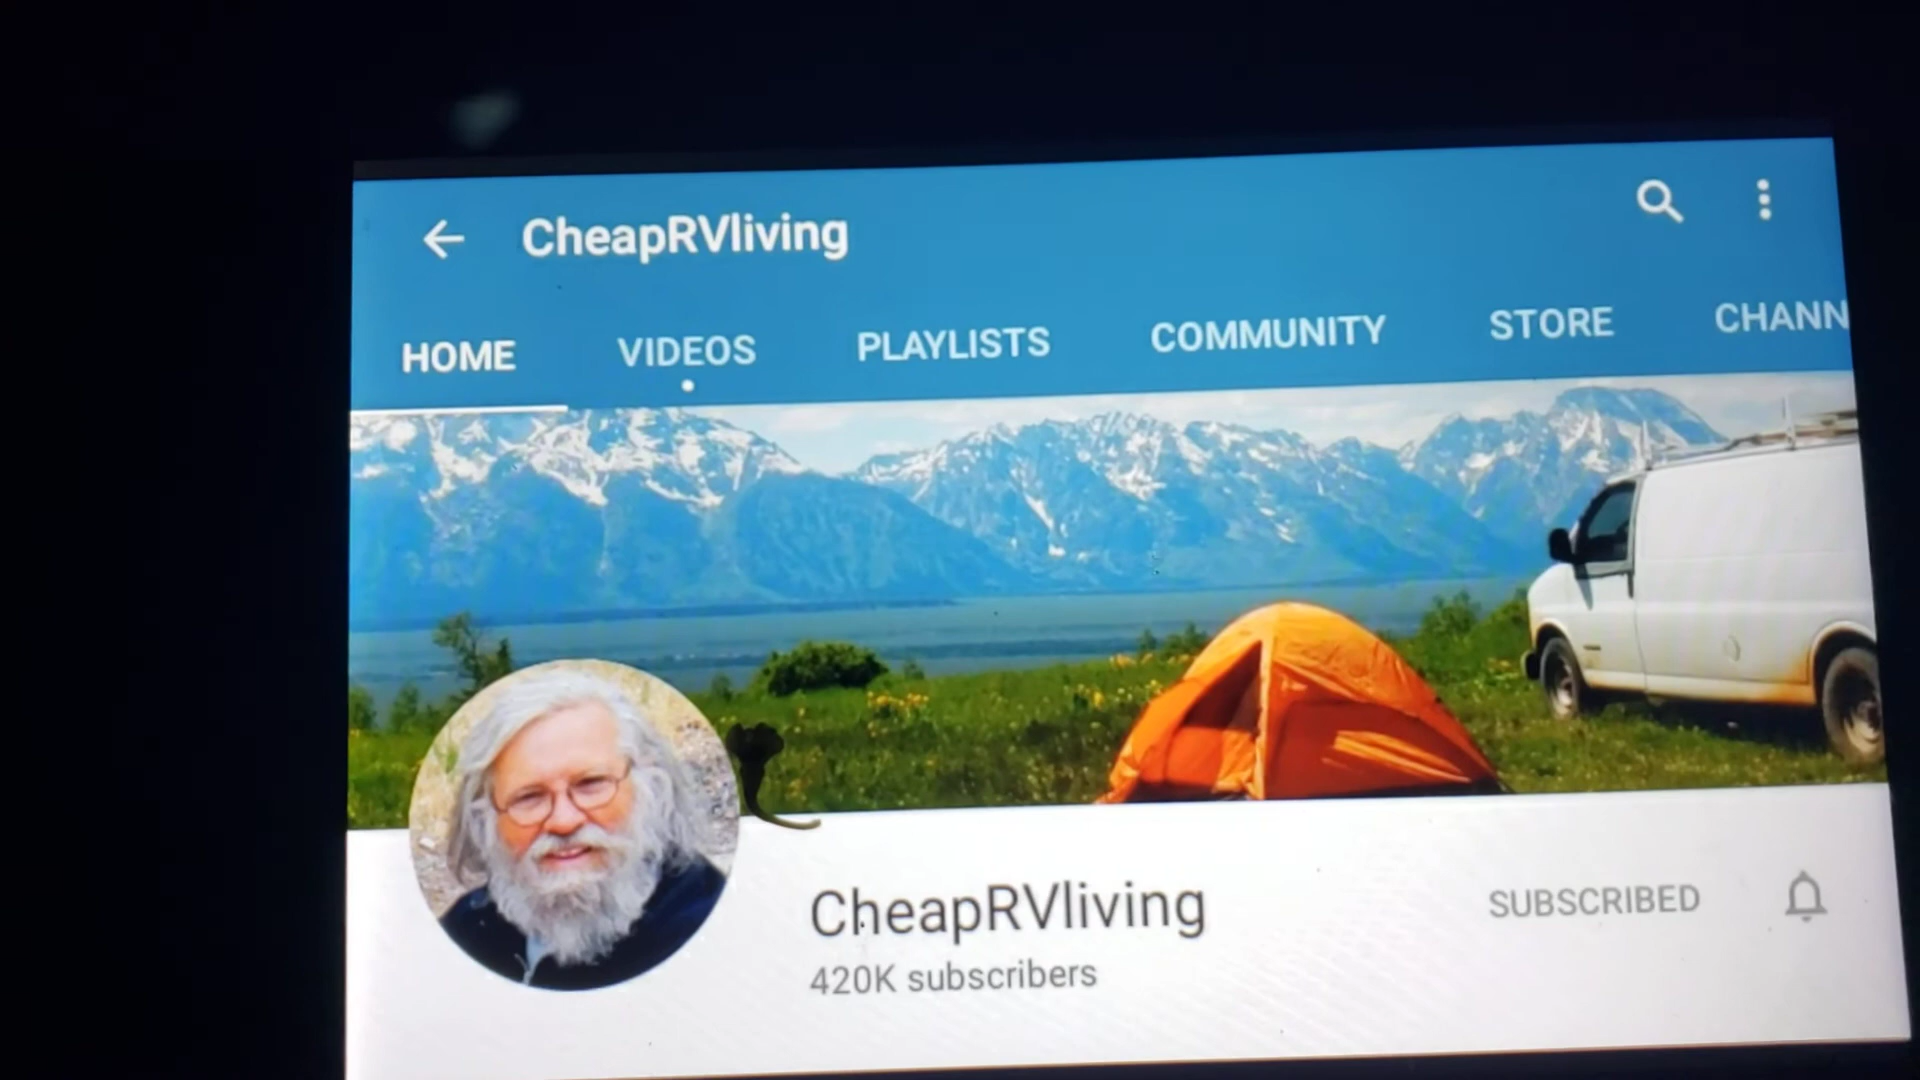 CheapRVliving
HOME VIDEOS PLAYLISTS COMMUNITY STORE CHANN
CheapRVliving
SUBSCRIBED
420K subscribers